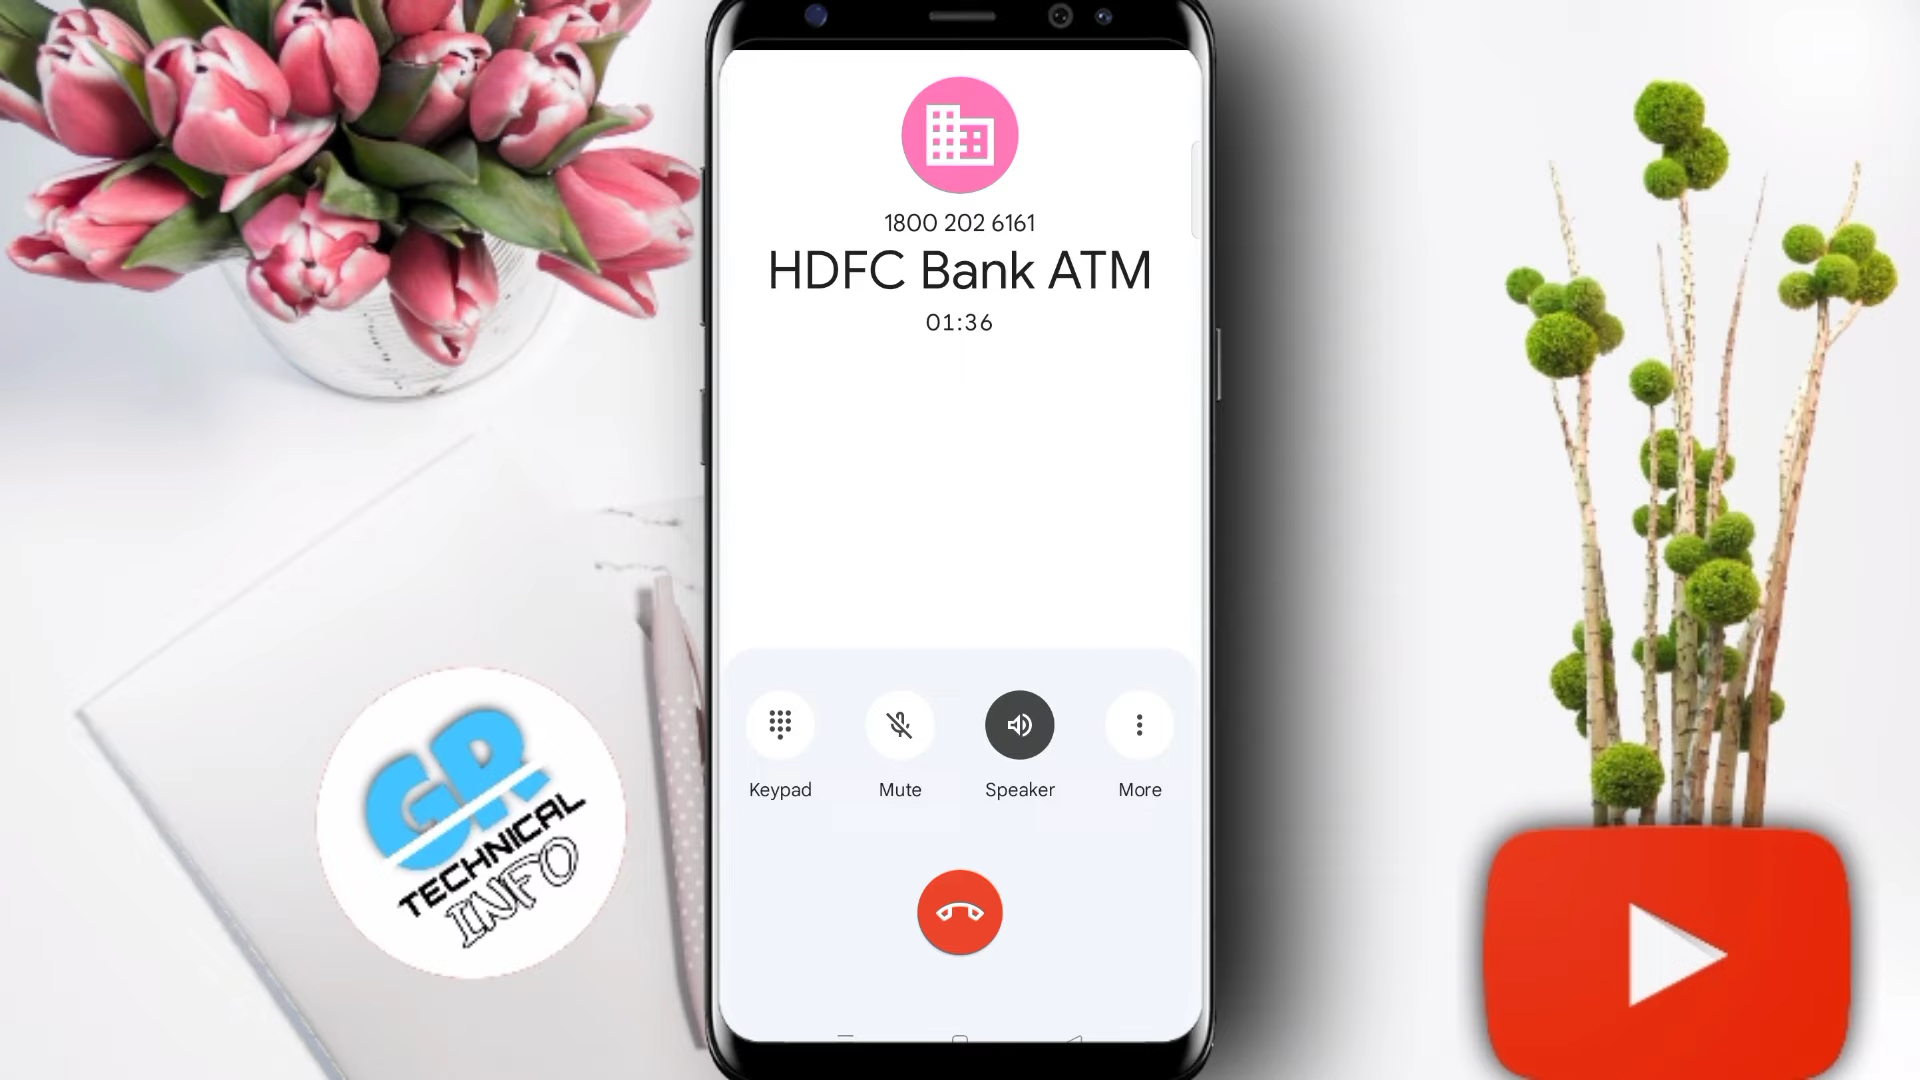 1800 202 6161
HDFC Bank ATM
01:36
Keypad
Mute
Speaker
More
GR
TECHNICAL
INFO